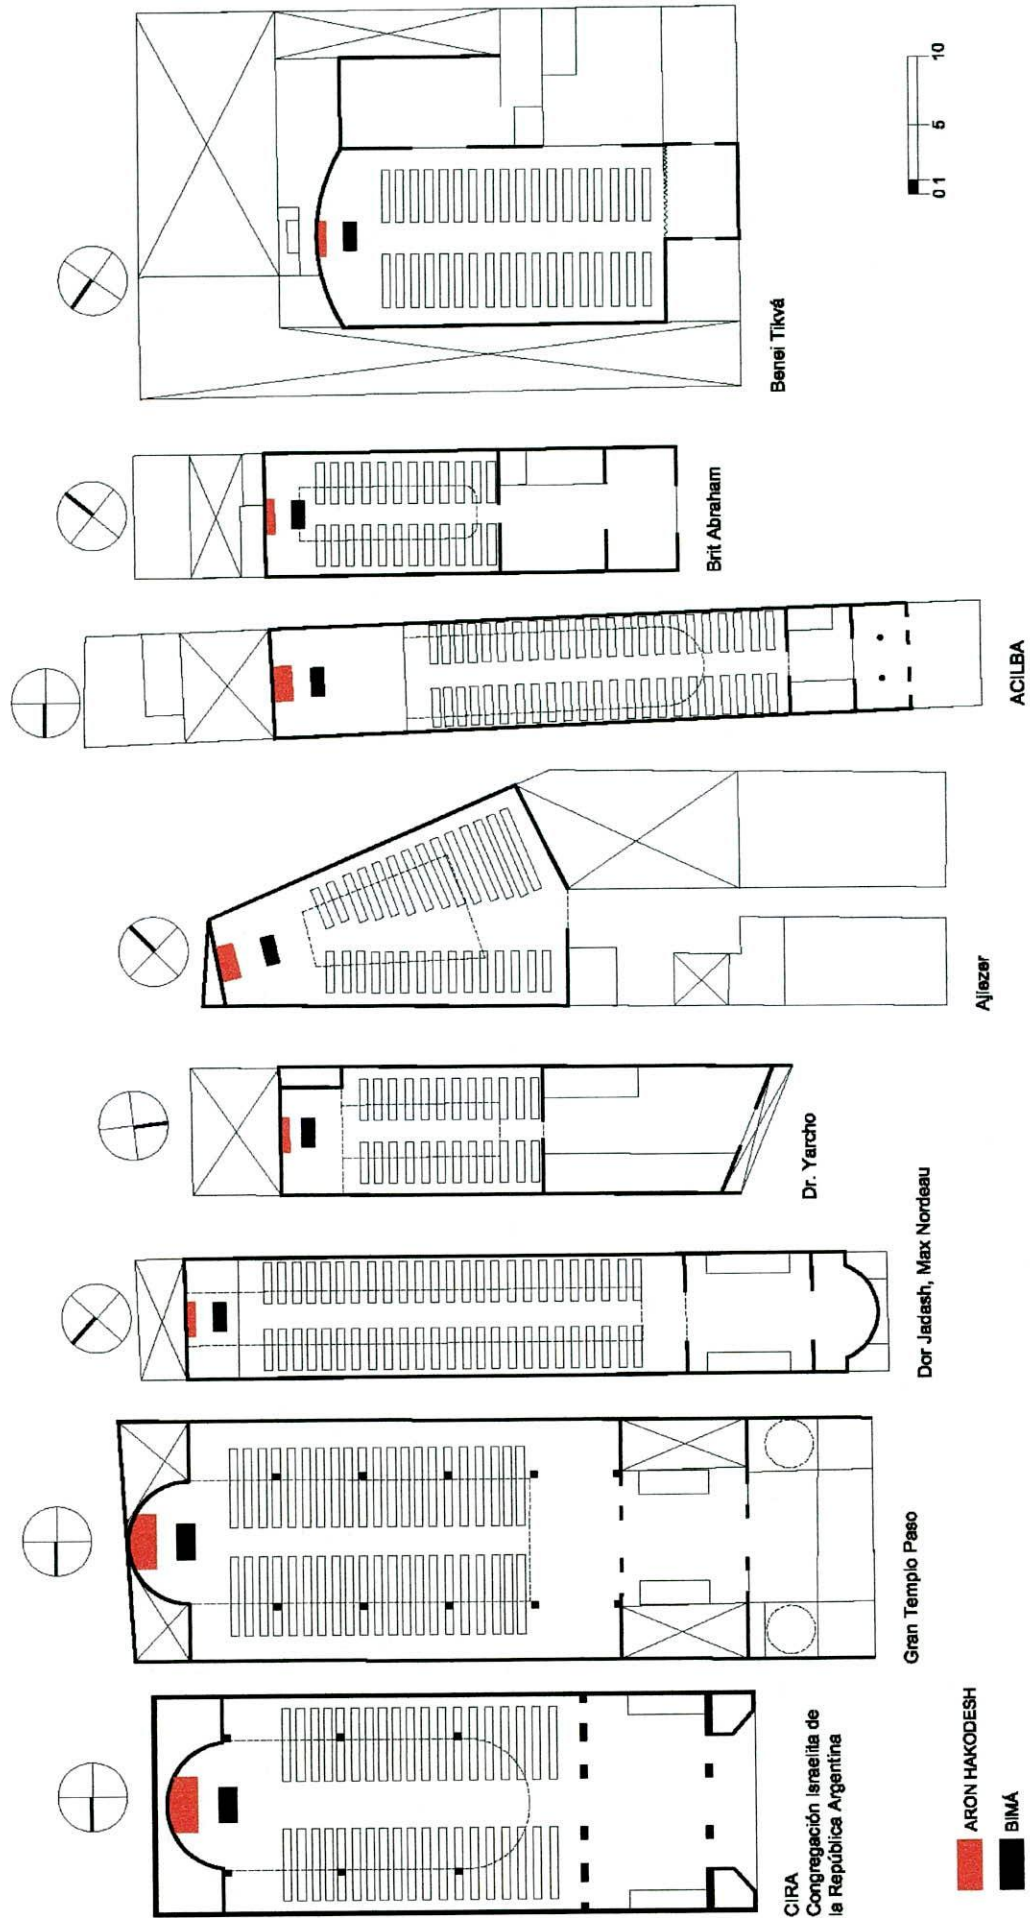 CIRA
Congregación Israelita de
la República Argentina
Gran Templo Paso
Dor Jadash, Max Nordeau
Dr. Yarcho
Ajiezer
ACILBA
Brit Abraham
Benei Tikvá
ARON HAKODESH
BIMÁ
0 1 5 10